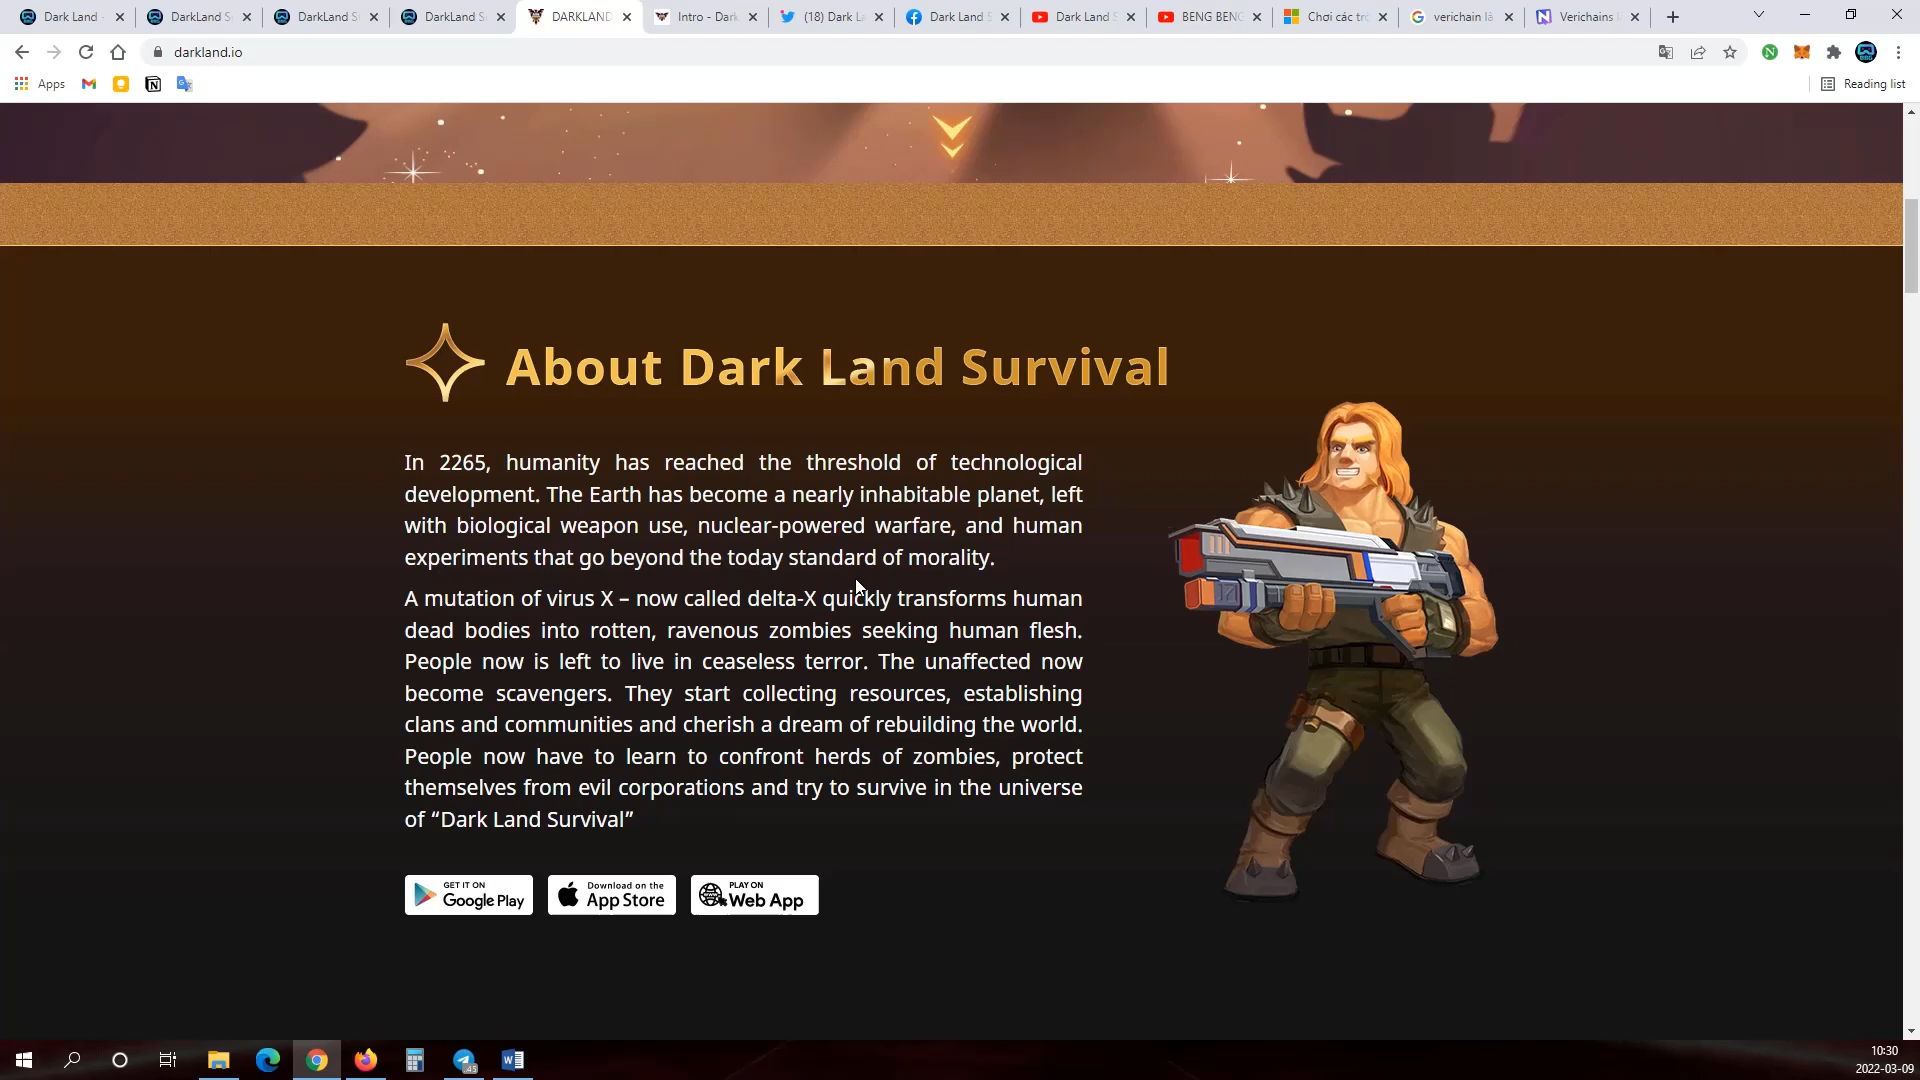 Dark Land -
DarkLand S
DarkLand S
DarkLand S
DARKLAND
Intro - Dark
(18) Dark La
Dark Land S
Dark Land S
BENG BENG
Chơi các trò
verichain là
Verichains
darkland.io
Apps
Reading list
About Dark Land Survival
In 2265, humanity has reached the threshold of technological
development. The Earth has become a nearly inhabitable planet, left
with biological weapon use, nuclear-powered warfare, and human
experiments that go beyond the today standard of morality.
A mutation of virus X – now called delta-X quickly transforms human
dead bodies into rotten, ravenous zombies seeking human flesh.
People now is left to live in ceaseless terror. The unaffected now
become scavengers. They start collecting resources, establishing
clans and communities and cherish a dream of rebuilding the world.
People now have to learn to confront herds of zombies, protect
themselves from evil corporations and try to survive in the universe
of “Dark Land Survival”
GET IT ON
Google Play
Download on the
App Store
PLAY ON
Web App
45
10:30
2022-03-09